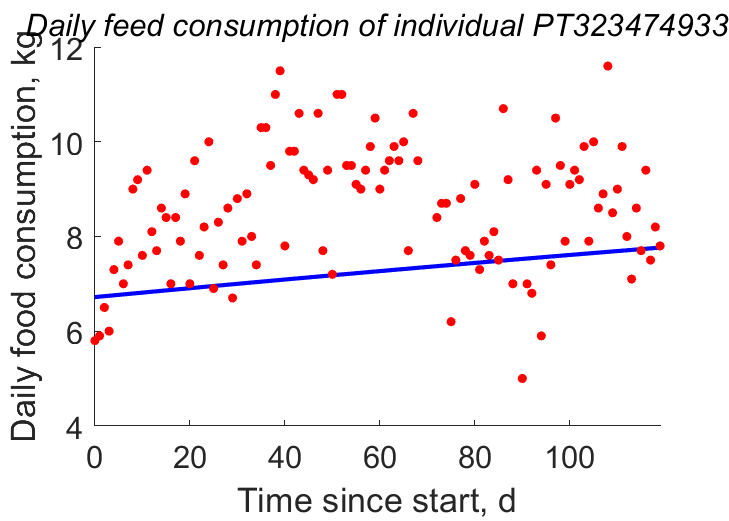 Daily feed consumption of individual PT323474933
Daily food consumption, kg
12
10
8
6
4
0 20 40 60 80 100
Time since start, d